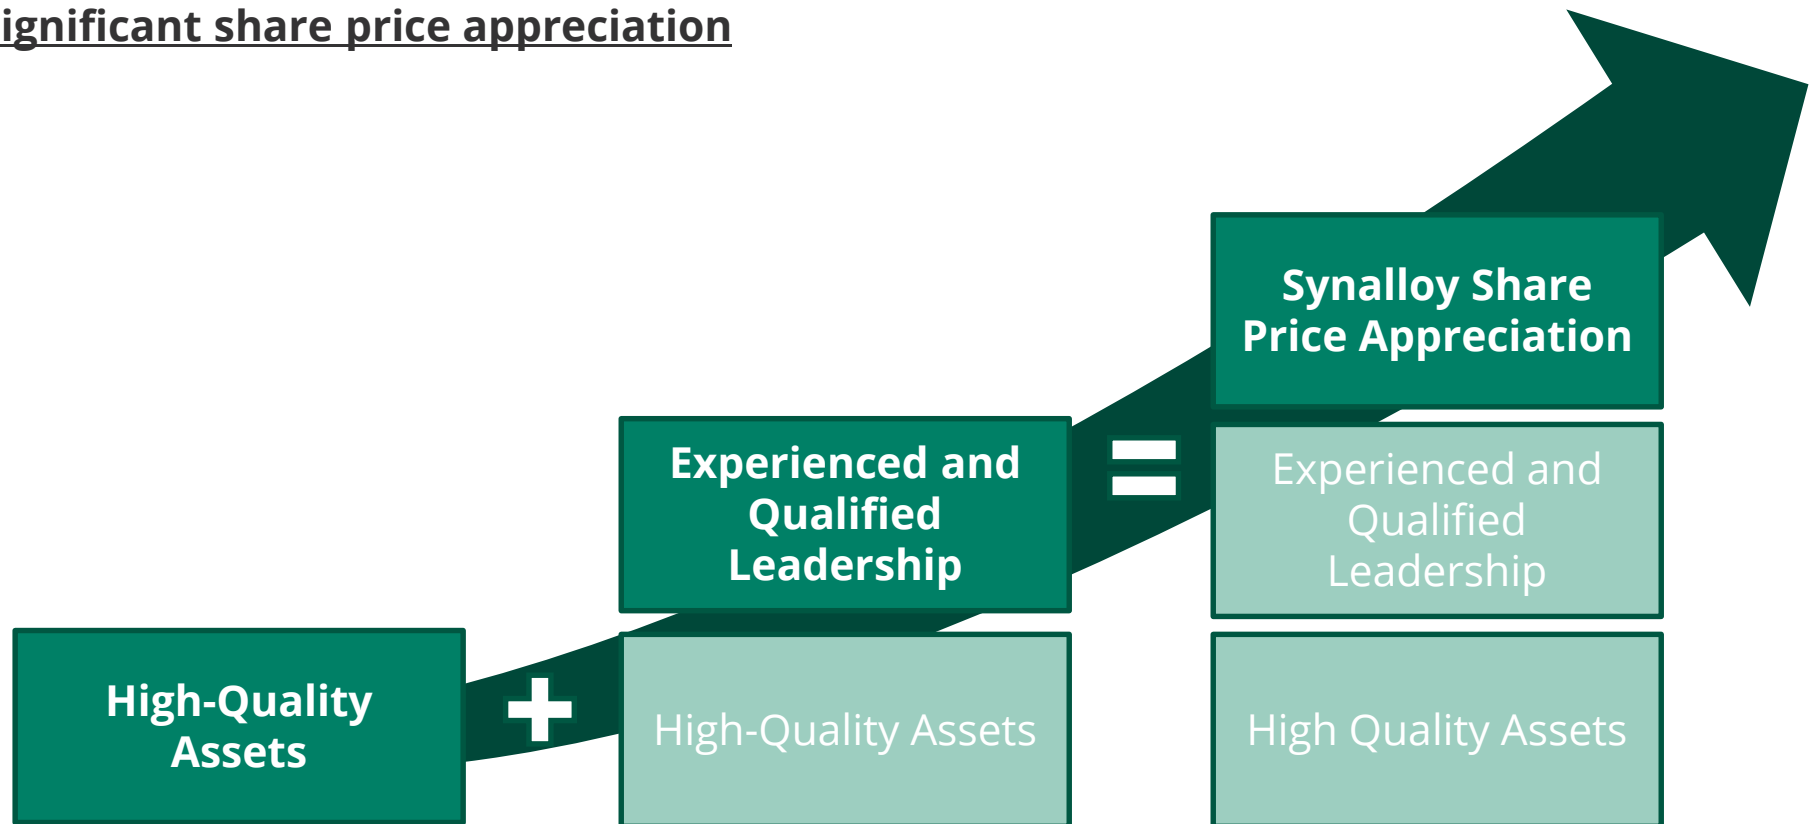 ignificant share price appreciation
Synalloy Share
Price Appreciation
Experienced and
Qualified
Leadership
Experienced and
Qualified
Leadership
High-Quality
Assets
High-Quality Assets
High Quality Assets